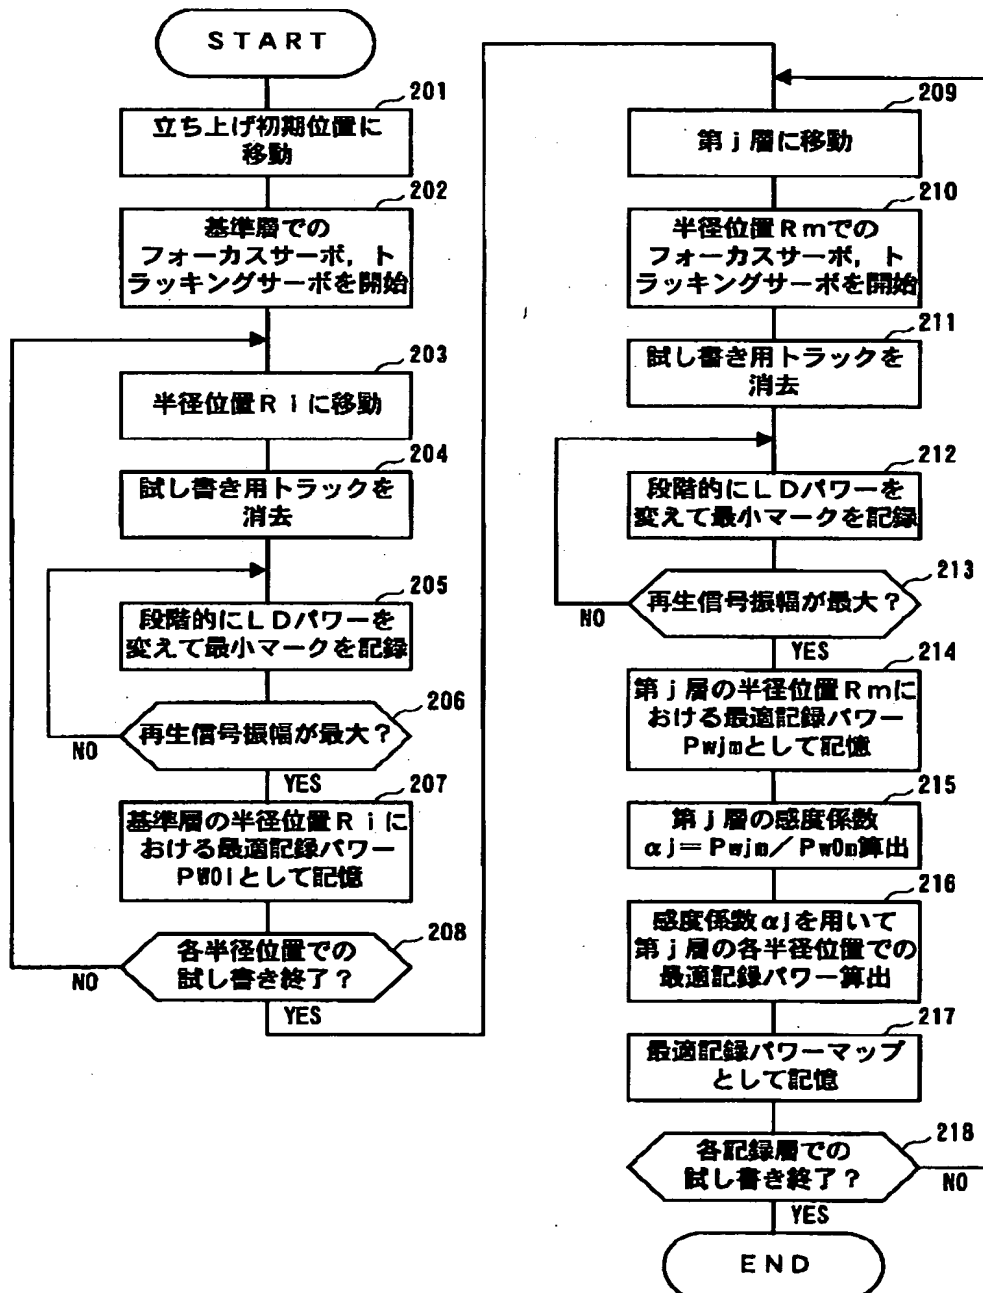 START
201
立ち上げ初期位置に
移動
202
基準層での
フォーカスサーボ，ト
ラッキングサーボを開始
203
半径位置Ｒｉに移動
204
試し書き用トラックを
消去
205
段階的にＬＤパワーを
変えて最小マークを記録
206
再生信号振幅が最大？
NO
YES
207
基準層の半径位置Ｒｉに
おける最適記録パワー
PW0iとして記憶
208
各半径位置での
試し書き終了？
NO
YES
209
第ｊ層に移動
210
半径位置Ｒｍでの
フォーカスサーボ，ト
ラッキングサーボを開始
211
試し書き用トラックを
消去
212
段階的にＬＤパワーを
変えて最小マークを記録
213
再生信号振幅が最大？
NO
YES
214
第ｊ層の半径位置Ｒｍに
おける最適記録パワー
Pwjmとして記憶
215
第ｊ層の感度係数
αj＝Pwjm／Pw0m算出
216
感度係数αjを用いて
第ｊ層の各半径位置での
最適記録パワー算出
217
最適記録パワーマップ
として記憶
218
各記録層での
試し書き終了？
NO
YES
END